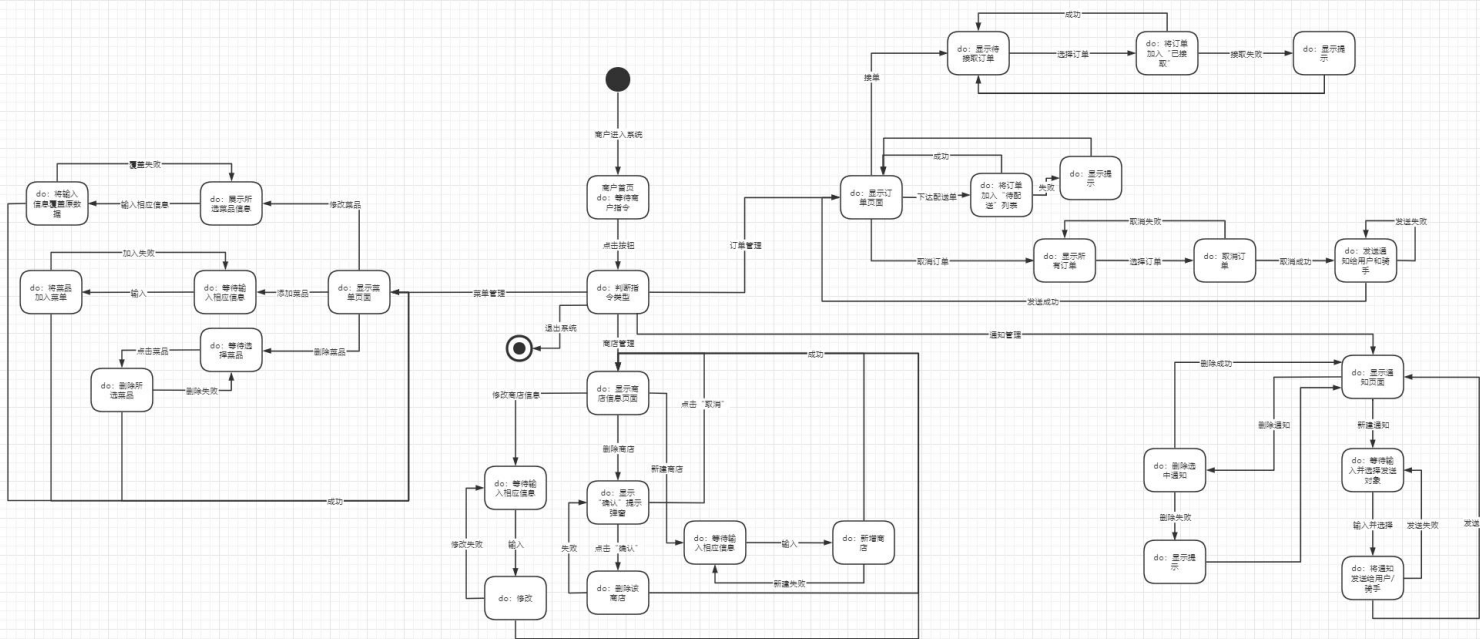 成功
do：显示待
接取订单
选择订单
do：将订单
加入“已接
取”
接取失败
do：显示提
示
接单
商户进入系统
商户首页
do：等待商
户指令
点击按钮
do：判断指
令类型
退出系统
覆盖失败
do：将输入
信息覆盖原数
据
输入相应信息
do：展示所
选菜品信息
修改菜品
加入失败
do：将菜品
加入菜单
输入
do：等待输
入相应信息
添加菜品
do：显示菜
单页面
菜单管理
点击菜品
do：等待选
择菜品
删除菜品
do：删除所
选菜品
删除失败
成功
订单管理
do：显示订
单页面
成功
下达配送单
do：将订单
加入“待配
送”列表
失败
do：显示提
示
取消订单
取消失败
do：显示所
有订单
选择订单
do：取消订
单
取消成功
do：发送通
知给用户和骑
手
发送失败
发送成功
商店管理
成功
do：显示商
店信息页面
修改商店信息
点击“取消”
删除商店
新建商店
do：等待输
入相应信息
do：显示
“确认”提示
弹窗
do：等待输
入相应信息
输入
do：新增商
店
修改失败
输入
失败
点击“确认”
新建失败
do：修改
do：删除该
商店
通知管理
删除成功
do：显示通
知页面
删除通知
新建通知
do：删除选
中通知
do：等待输
入并选择发送
对象
删除失败
输入并选择
发送失败
发送
do：显示提
示
do：将通知
发送给用户/
骑手